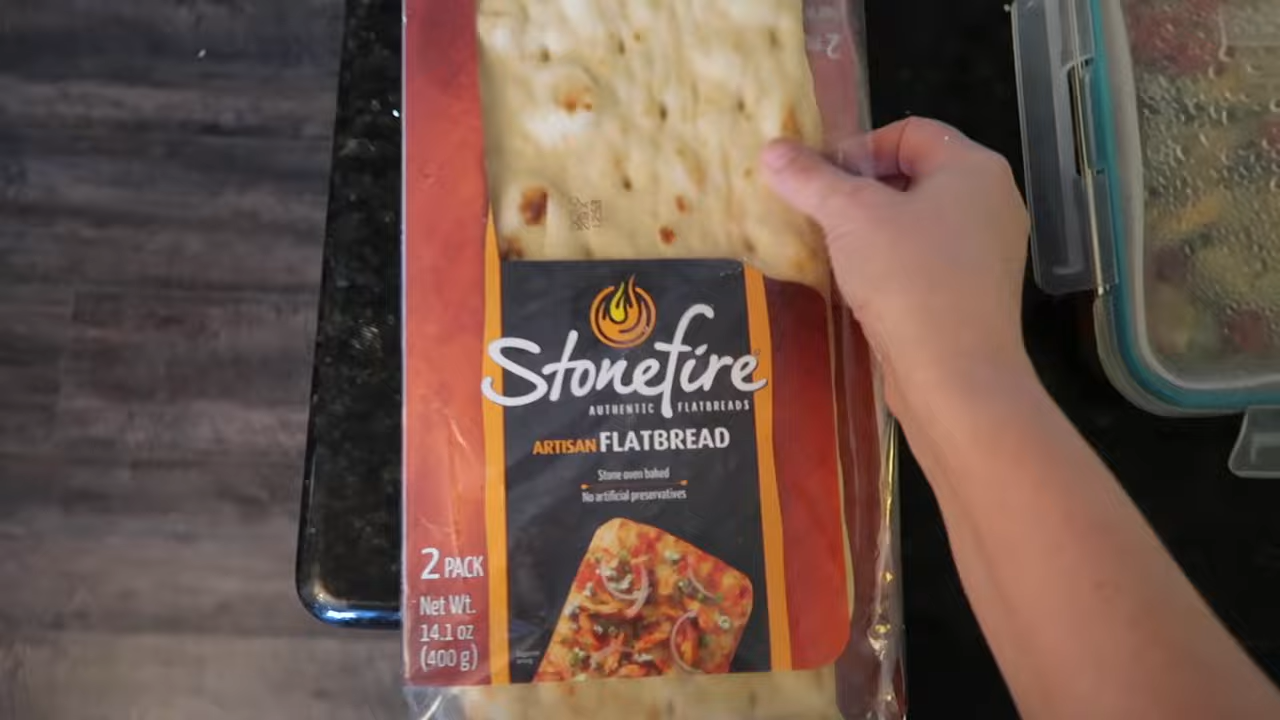 Stonefire
AUTHENTIC FLATBREADS
ARTISAN FLATBREAD
Stone oven baked
No artificial preservatives
2 PACK
Net Wt.
14.1 oz
(400 g)